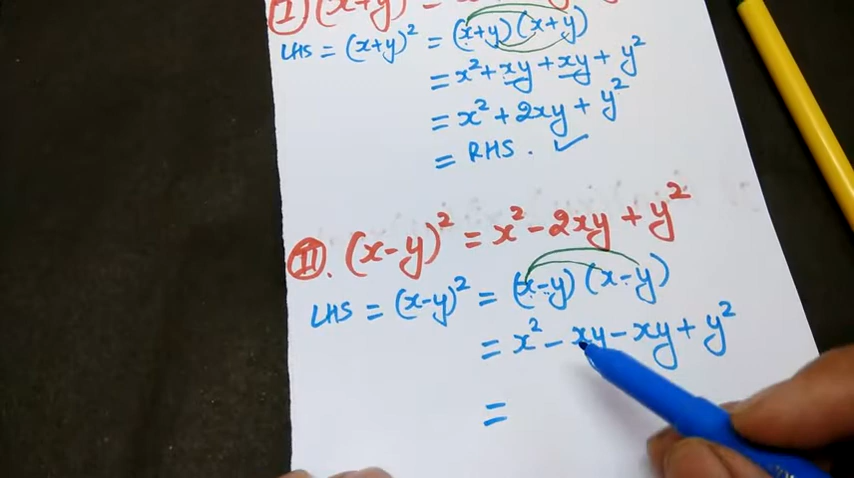 I) (x+y)² =
LHS = (x+y)² = (x+y)(x+y)
= x² + xy + xy + y²
= x² + 2xy + y²
= RHS. ✓
II. (x-y)² = x² - 2xy + y²
LHS = (x-y)² = (x-y)(x-y)
= x² - xy - xy + y²
=